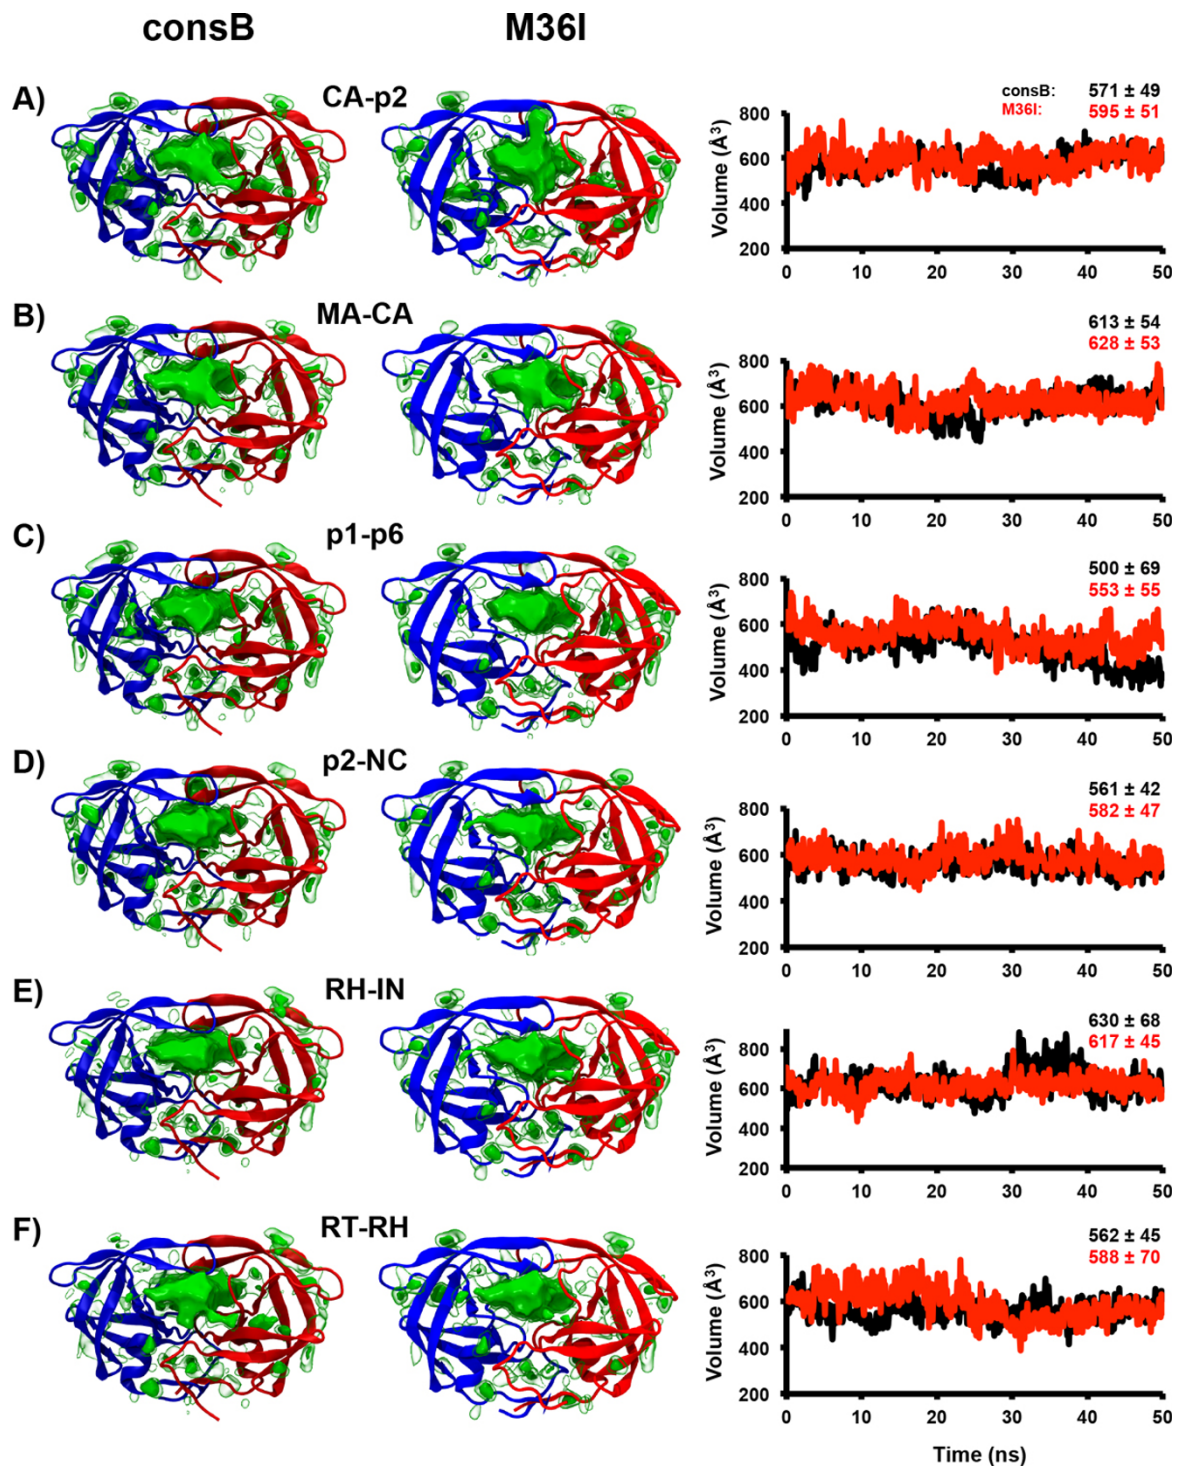 consB M36I
A) CA-p2
consB: 571 ± 49
M36I: 595 ± 51
Volume (Å³)
800
600
400
200
0 10 20 30 40 50
B) MA-CA
613 ± 54
628 ± 53
Volume (Å³)
800
600
400
200
0 10 20 30 40 50
C) p1-p6
500 ± 69
553 ± 55
Volume (Å³)
800
600
400
200
0 10 20 30 40 50
D) p2-NC
561 ± 42
582 ± 47
Volume (Å³)
800
600
400
200
0 10 20 30 40 50
E) RH-IN
630 ± 68
617 ± 45
Volume (Å³)
800
600
400
200
0 10 20 30 40 50
F) RT-RH
562 ± 45
588 ± 70
Volume (Å³)
800
600
400
200
0 10 20 30 40 50
Time (ns)